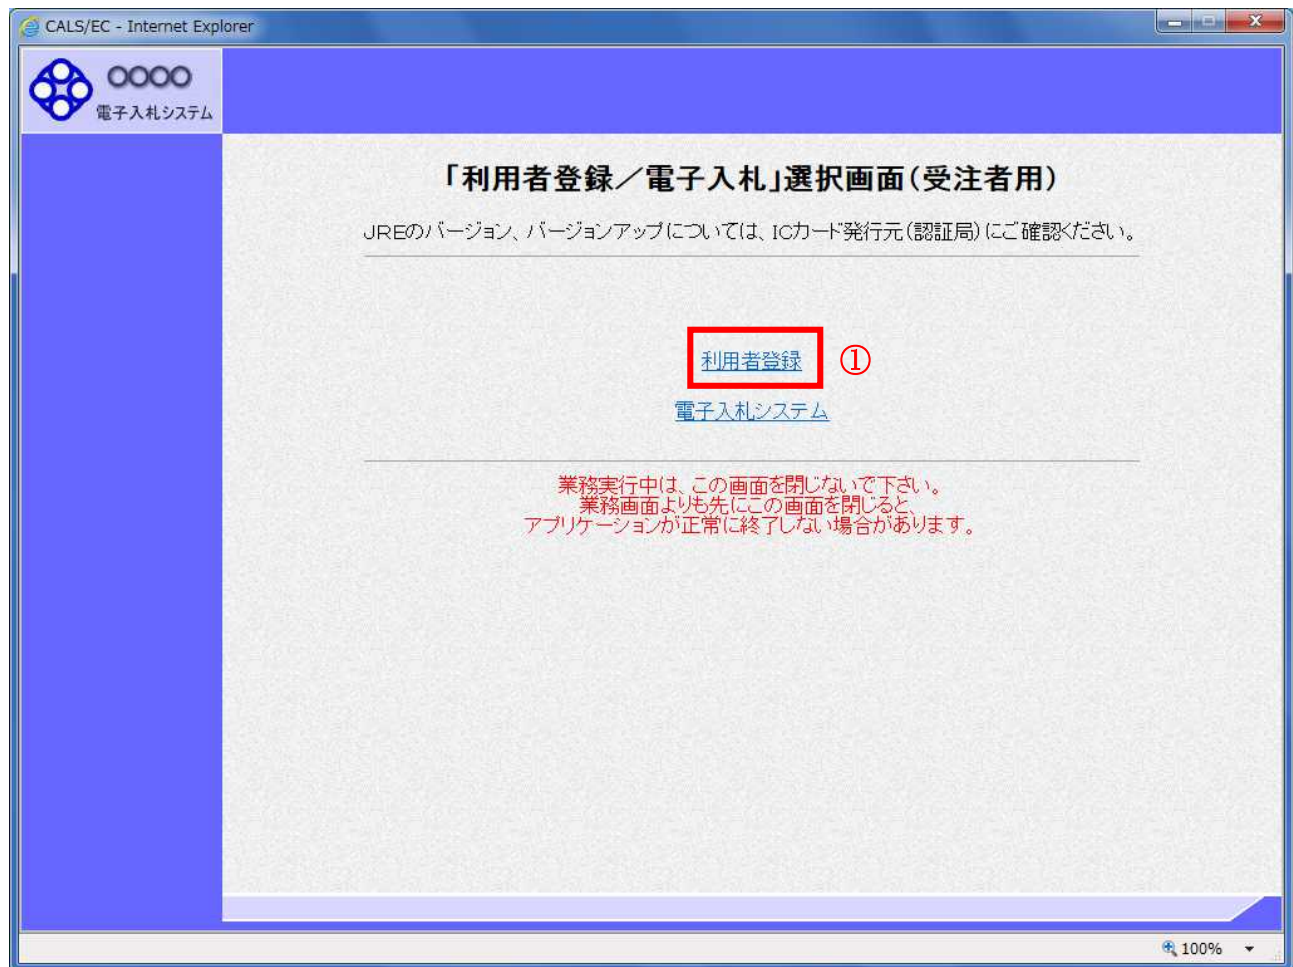 CALS/EC - Internet Explorer
○○○○
電子入札システム
「利用者登録／電子入札」選択画面（受注者用）
JREのバージョン、バージョンアップについては、ICカード発行元（認証局）にご確認ください。
利用者登録 ①
電子入札システム
業務実行中は、この画面を閉じないで下さい。
業務画面よりも先にこの画面を閉じると、
アプリケーションが正常に終了しない場合があります。
100%